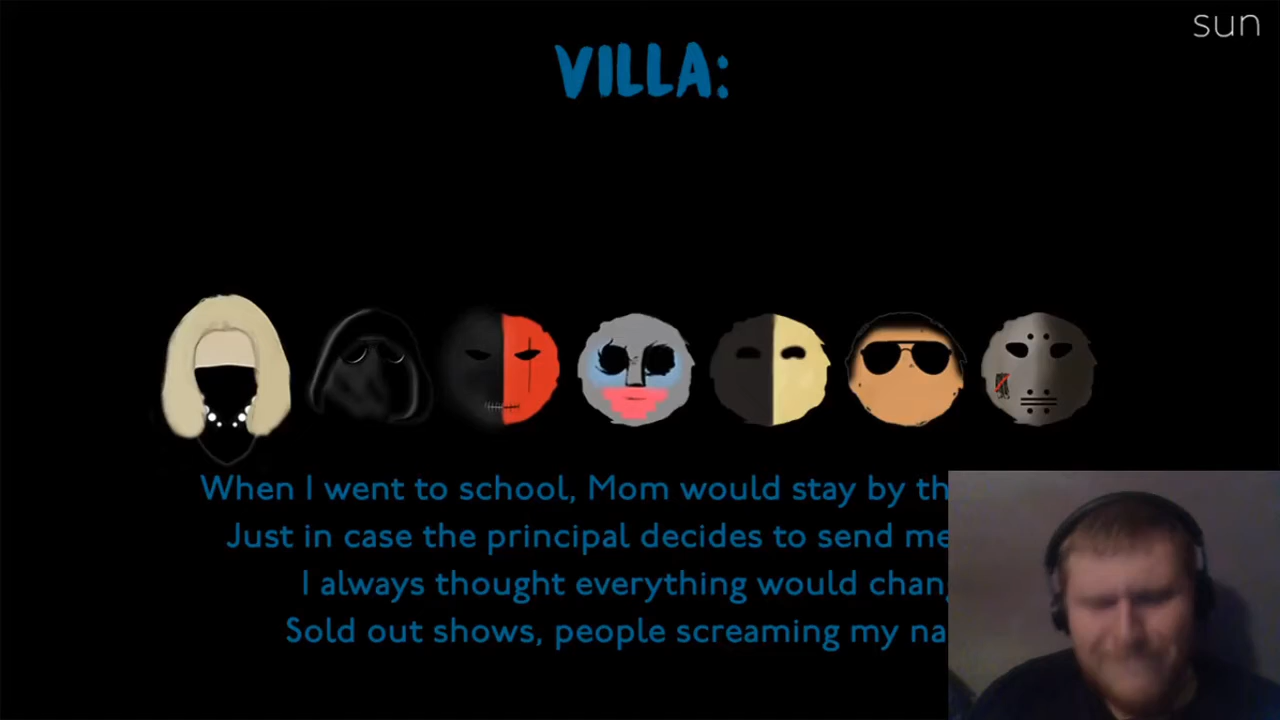 sun
VILLA:
When I went to school, Mom would stay by th
Just in case the principal decides to send me
I always thought everything would chang
Sold out shows, people screaming my na